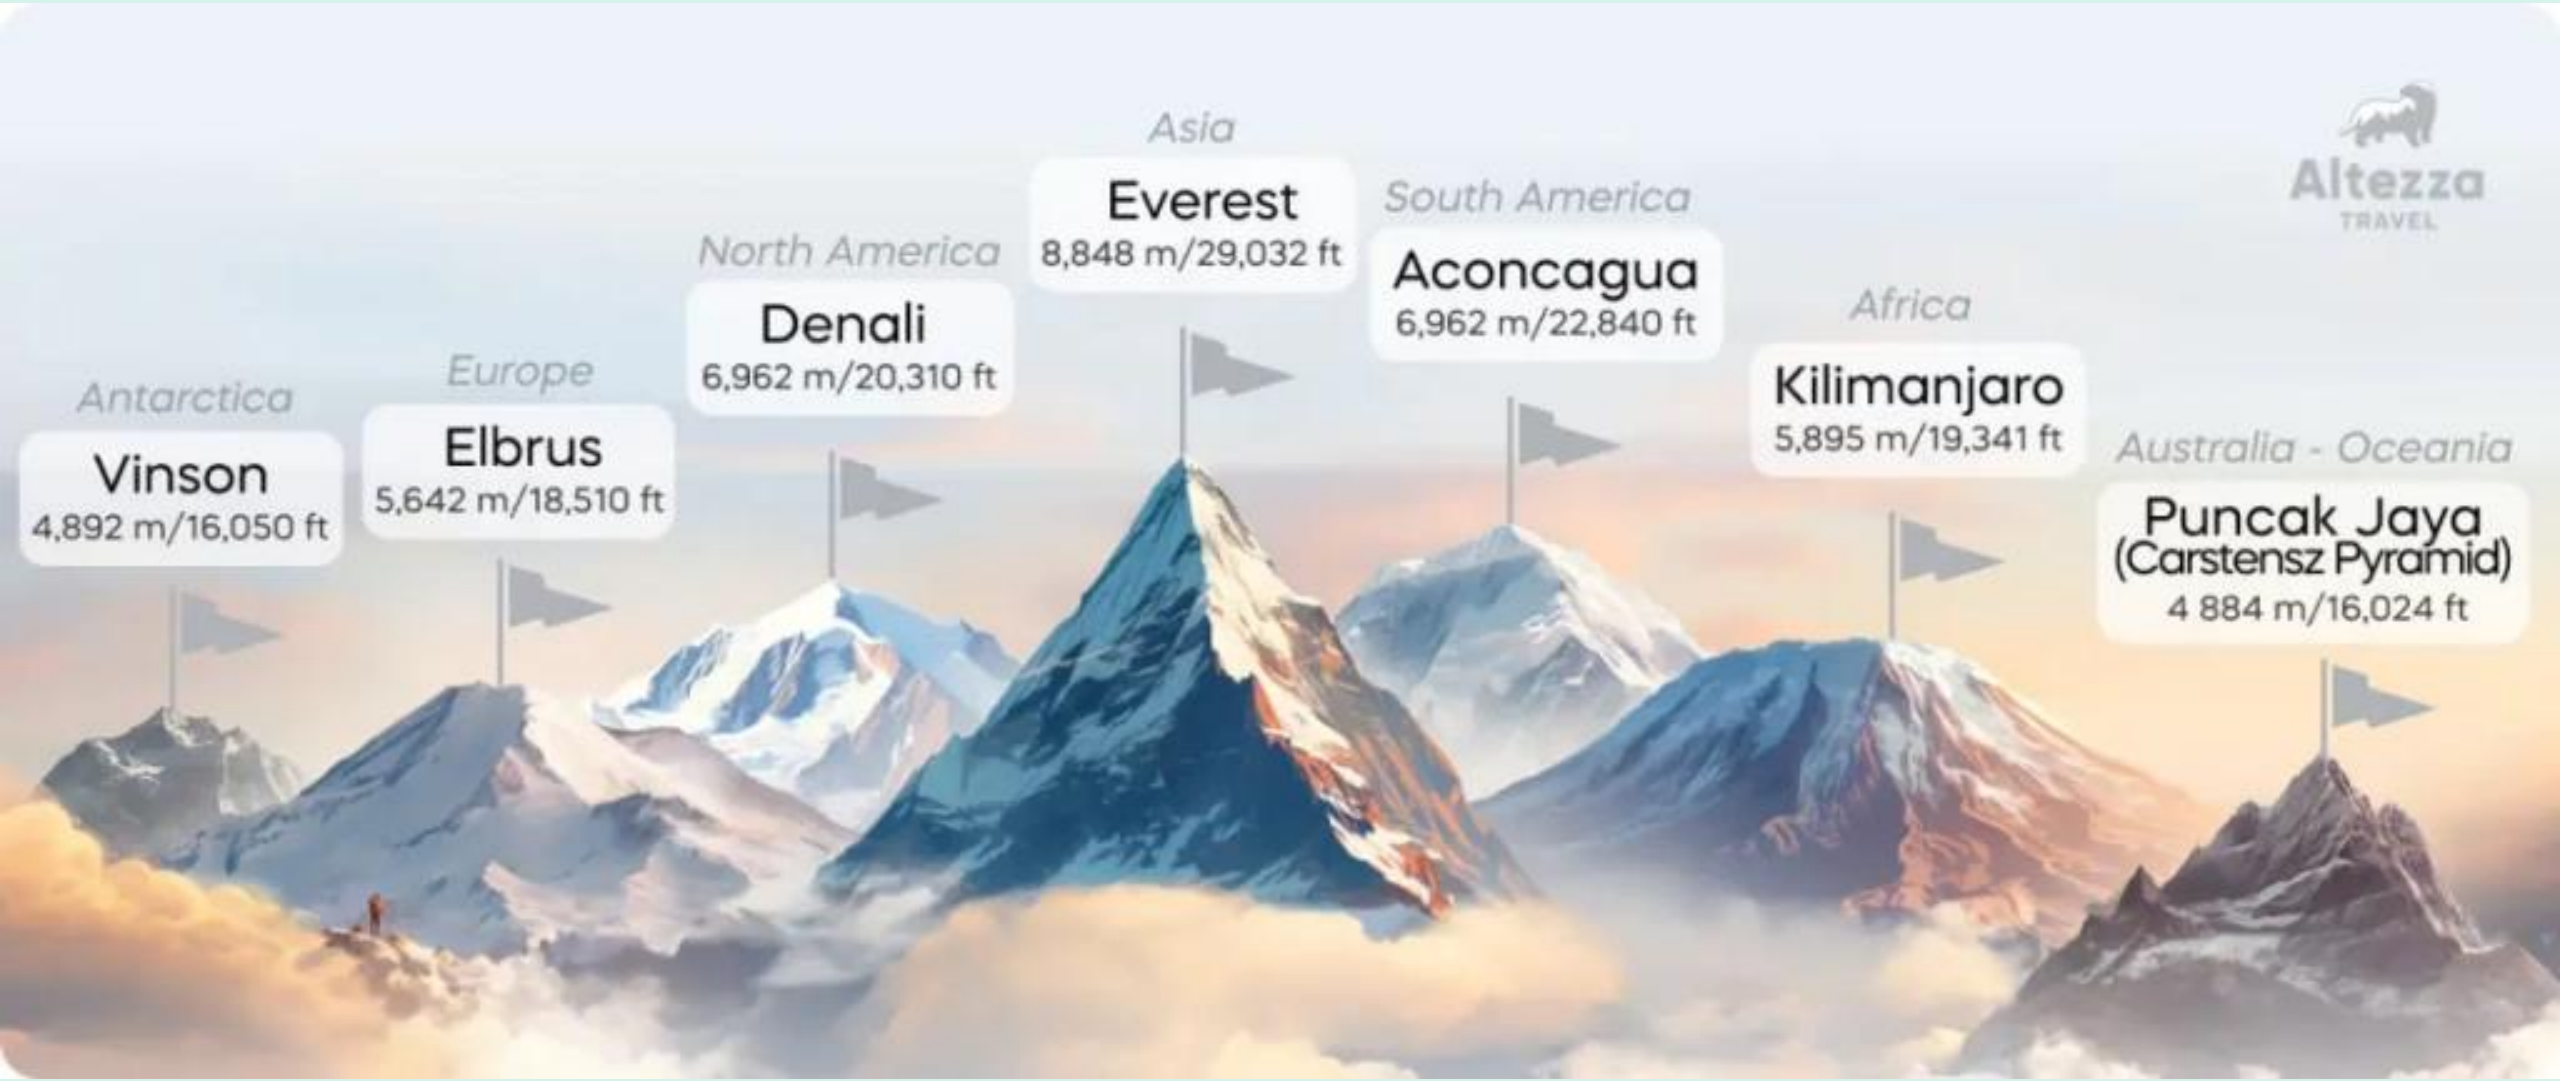 Antarctica
Vinson
4,892 m/16,050 ft
Europe
Elbrus
5,642 m/18,510 ft
North America
Denali
6,962 m/20,310 ft
Asia
Everest
8,848 m/29,032 ft
South America
Aconcagua
6,962 m/22,840 ft
Africa
Kilimanjaro
5,895 m/19,341 ft
Australia - Oceania
Puncak Jaya
(Carstensz Pyramid)
4 884 m/16,024 ft
Altezza
TRAVEL